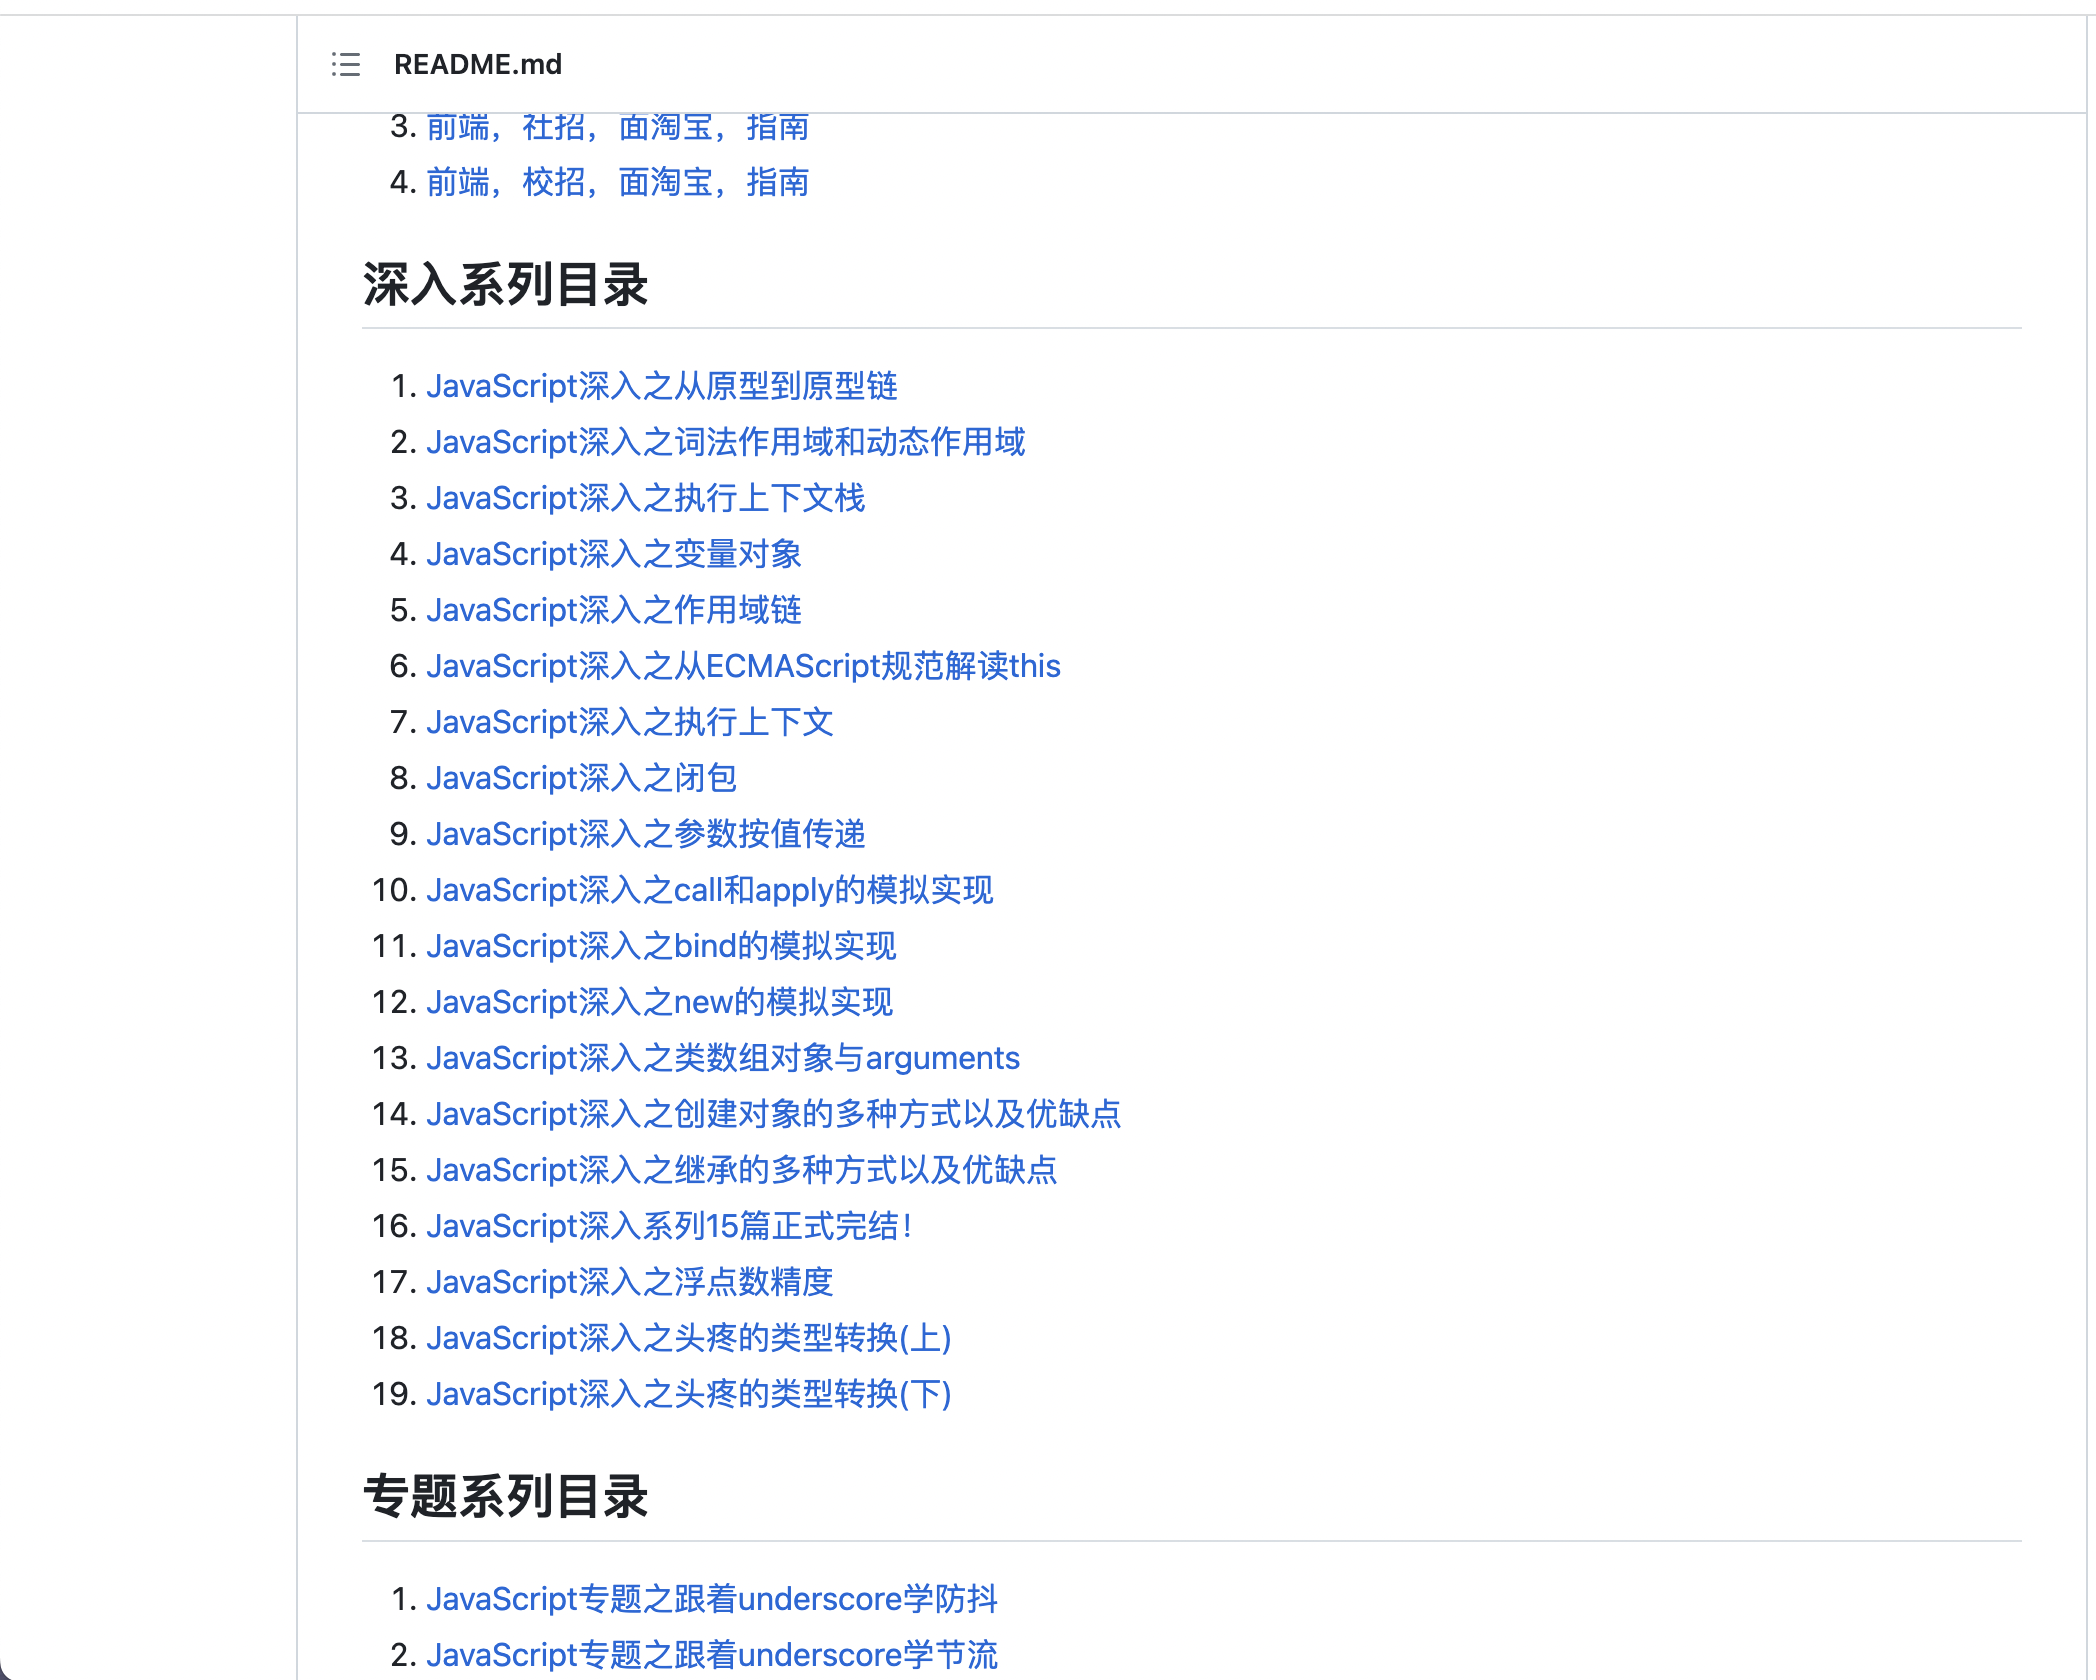 README.md
3. 前端，社招，面淘宝，指南
4. 前端，校招，面淘宝，指南
深入系列目录
1. JavaScript深入之从原型到原型链
2. JavaScript深入之词法作用域和动态作用域
3. JavaScript深入之执行上下文栈
4. JavaScript深入之变量对象
5. JavaScript深入之作用域链
6. JavaScript深入之从ECMAScript规范解读this
7. JavaScript深入之执行上下文
8. JavaScript深入之闭包
9. JavaScript深入之参数按值传递
10. JavaScript深入之call和apply的模拟实现
11. JavaScript深入之bind的模拟实现
12. JavaScript深入之new的模拟实现
13. JavaScript深入之类数组对象与arguments
14. JavaScript深入之创建对象的多种方式以及优缺点
15. JavaScript深入之继承的多种方式以及优缺点
16. JavaScript深入系列15篇正式完结！
17. JavaScript深入之浮点数精度
18. JavaScript深入之头疼的类型转换(上)
19. JavaScript深入之头疼的类型转换(下)
专题系列目录
1. JavaScript专题之跟着underscore学防抖
2. JavaScript专题之跟着underscore学节流